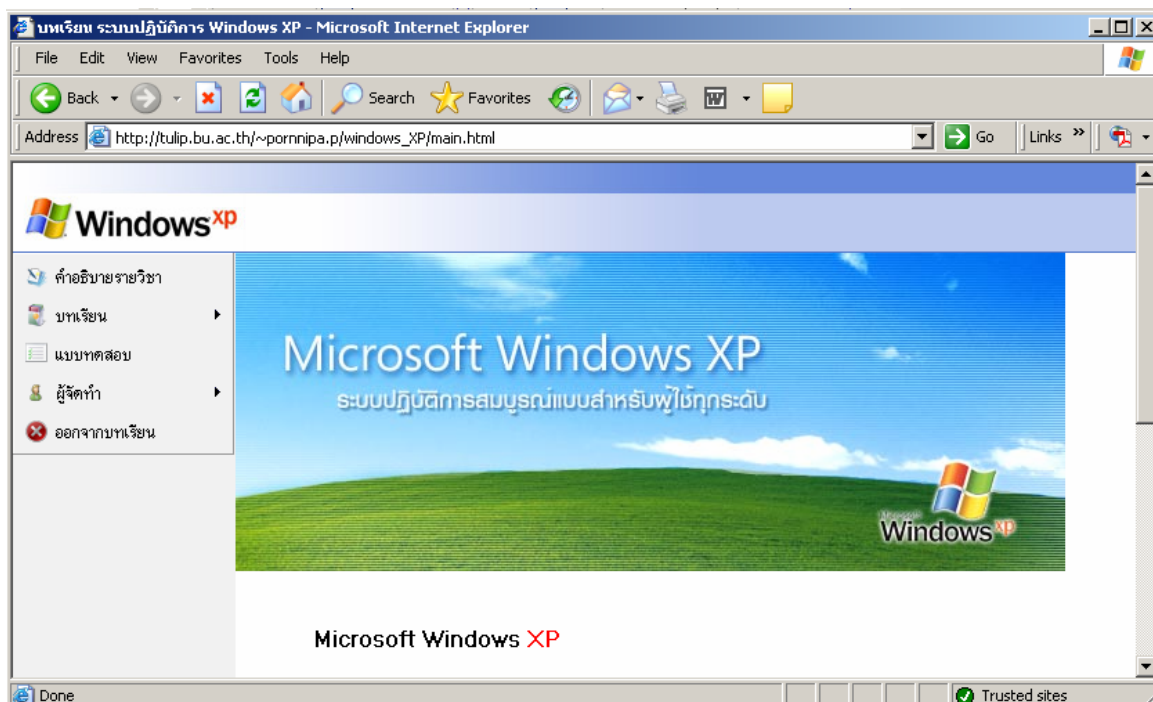 บทเรียน ระบบปฏิบัติการ Windows XP - Microsoft Internet Explorer
File Edit View Favorites Tools Help
Back Search Favorites
Address http://tulip.bu.ac.th/~pornnipa.p/windows_XP/main.html Go Links »
Windows xp
คำอธิบายรายวิชา
บทเรียน
แบบทดสอบ
ผู้จัดทำ
ออกจากบทเรียน
Microsoft Windows XP
ระบบปฏิบัติการสมบูรณ์แบบสำหรับผู้ใช้ทุกระดับ
Microsoft
Windows xp
Microsoft Windows XP
Done Trusted sites